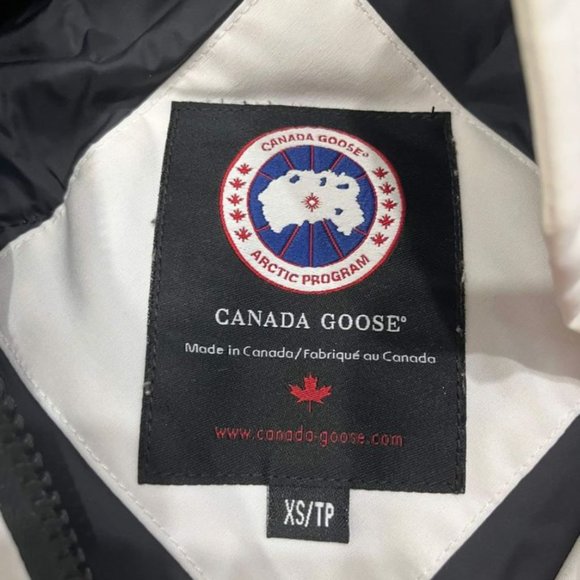 CANADA GOOSE®
ARCTIC PROGRAM
CANADA GOOSE®
Made in Canada/Fabriqué au Canada
www.canada-goose.com
XS/TP